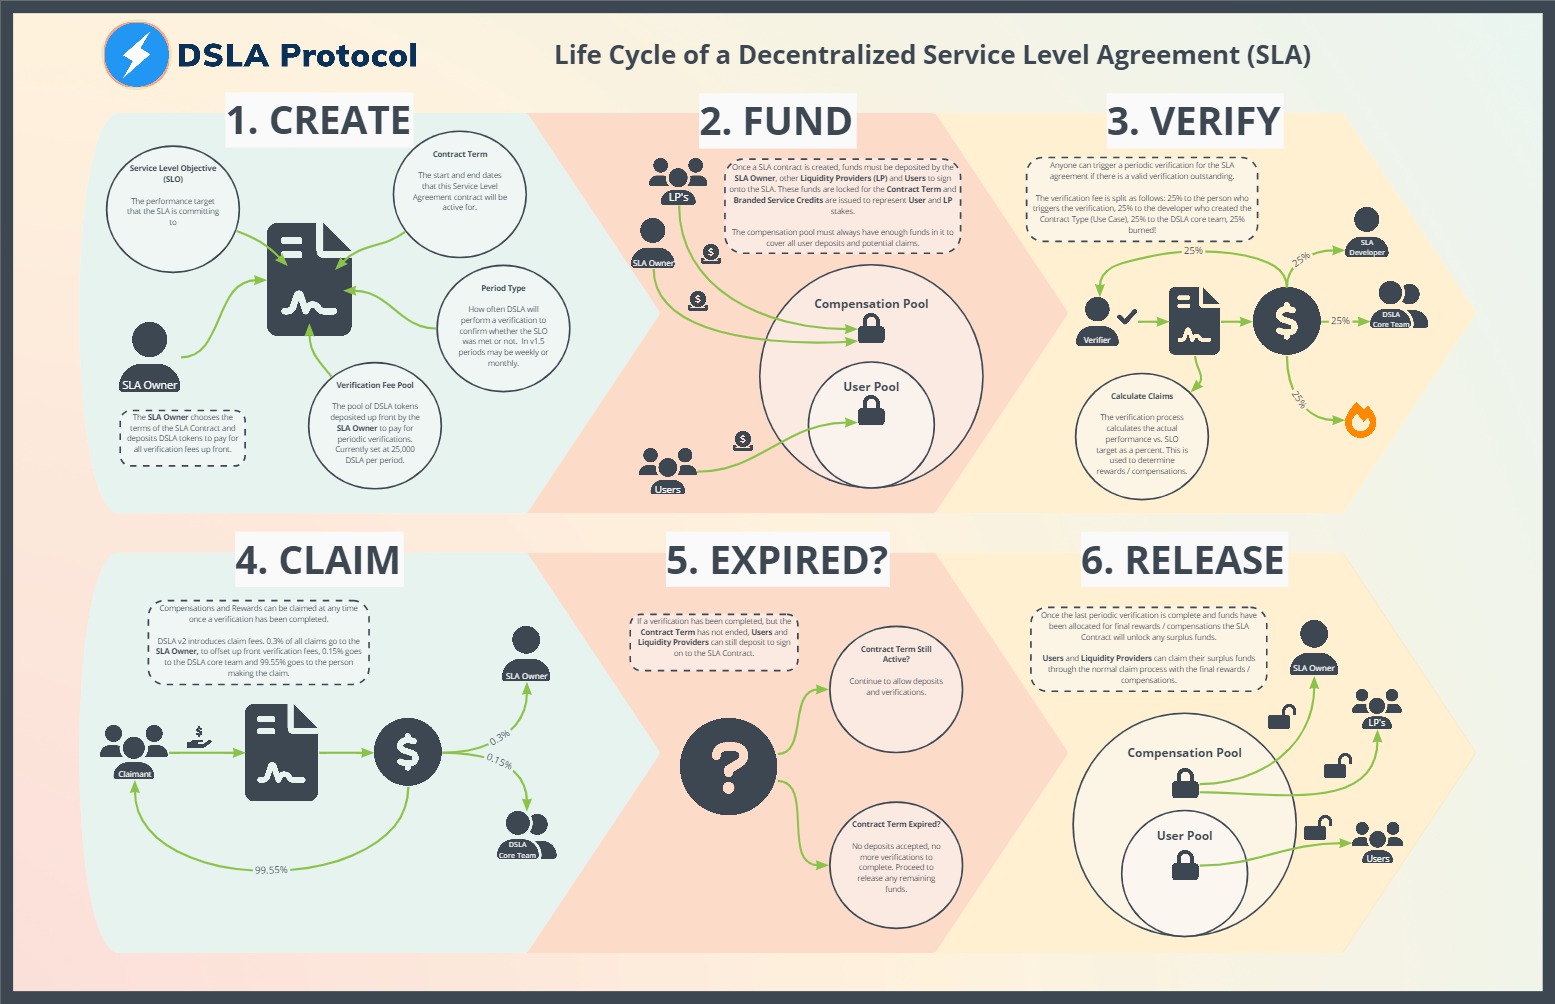 DSLA Protocol
Life Cycle of a Decentralized Service Level Agreement (SLA)
1. CREATE
Service Level Objective
(SLO)
The performance target
that the SLA is committing
to
Contract Term
The start and end dates
that this Service Level
Agreement contract will be
active for.
Period Type
How often DSLA will
perform a verification to
confirm whether the SLO
was met or not. In v1.5
periods may be weekly or
monthly.
SLA Owner
Verification Fee Pool
The pool of DSLA tokens
deposited up front by the
SLA Owner to pay for
periodic verifications.
Currently set at 25,000
DSLA per period.
The SLA Owner chooses the
terms of the SLA Contract and
deposits DSLA tokens to pay for
all verification fees up front.
2. FUND
LP's
Once a SLA contract is created, funds must be deposited by the
SLA Owner, other Liquidity Providers (LP) and Users to sign
onto the SLA. These funds are locked for the Contract Term and
Branded Service Credits are issued to represent User and LP
stakes.
The compensation pool must always have enough funds in it to
cover all user deposits and potential claims.
SLA Owner
$
$
Compensation Pool
User Pool
$
Users
3. VERIFY
Anyone can trigger a periodic verification for the SLA
agreement if there is a valid verification outstanding.
The verification fee is split as follows: 25% to the person who
triggers the verification, 25% to the developer who created the
Contract Type (Use Case), 25% to the DSLA core team, 25%
burned!
25%
25%
SLA
Developer
Verifier
$
25%
DSLA
Core Team
25%
Calculate Claims
The verification process
calculates the actual
performance vs. SLO
target as a percent. This is
used to determine
rewards / compensations.
4. CLAIM
Compensations and Rewards can be claimed at any time
once a verification has been completed.
DSLA v2 introduces claim fees. 0.3% of all claims go to the
SLA Owner, to offset up front verification fees, 0.15% goes
to the DSLA core team and 99.55% goes to the person
making the claim.
SLA Owner
Claimant
$
$
0.3%
0.15%
DSLA
Core Team
99.55%
5. EXPIRED?
If a verification has been completed, but the
Contract Term has not ended, Users and
Liquidity Providers can still deposit to sign
on to the SLA Contract.
Contract Term Still
Active?
Continue to allow deposits
and verifications.
?
Contract Term Expired?
No deposits accepted, no
more verifications to
complete. Proceed to
release any remaining
funds.
6. RELEASE
Once the last periodic verification is complete and funds have
been allocated for final rewards / compensations the SLA
Contract will unlock any surplus funds.
Users and Liquidity Providers can claim their surplus funds
through the normal claim process with the final rewards /
compensations.
SLA Owner
LP's
Compensation Pool
User Pool
Users